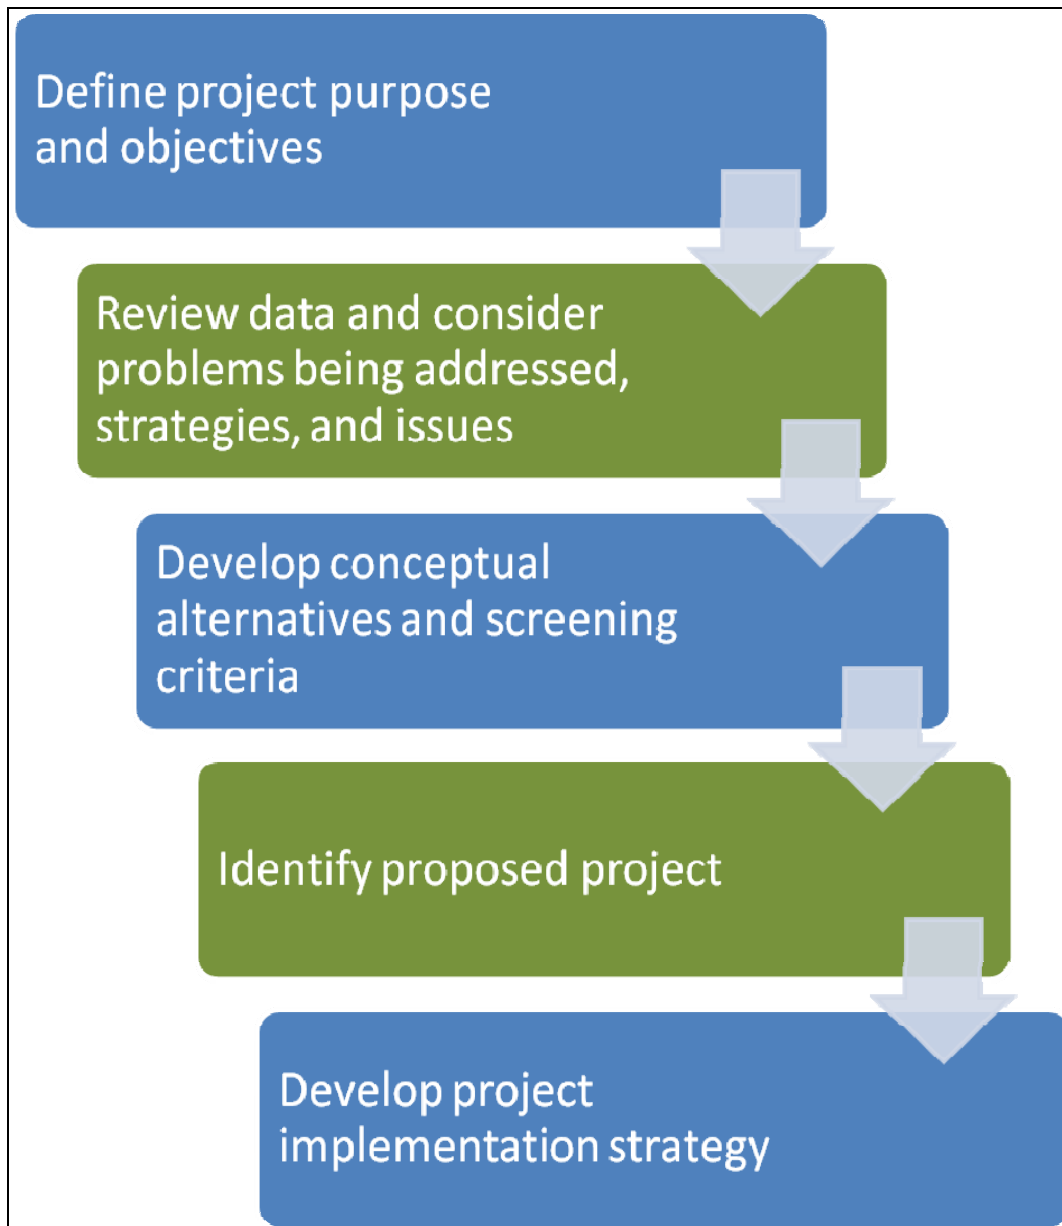 Define project purpose
and objectives
Review data and consider
problems being addressed,
strategies, and issues
Develop conceptual
alternatives and screening
criteria
Identify proposed project
Develop project
implementation strategy